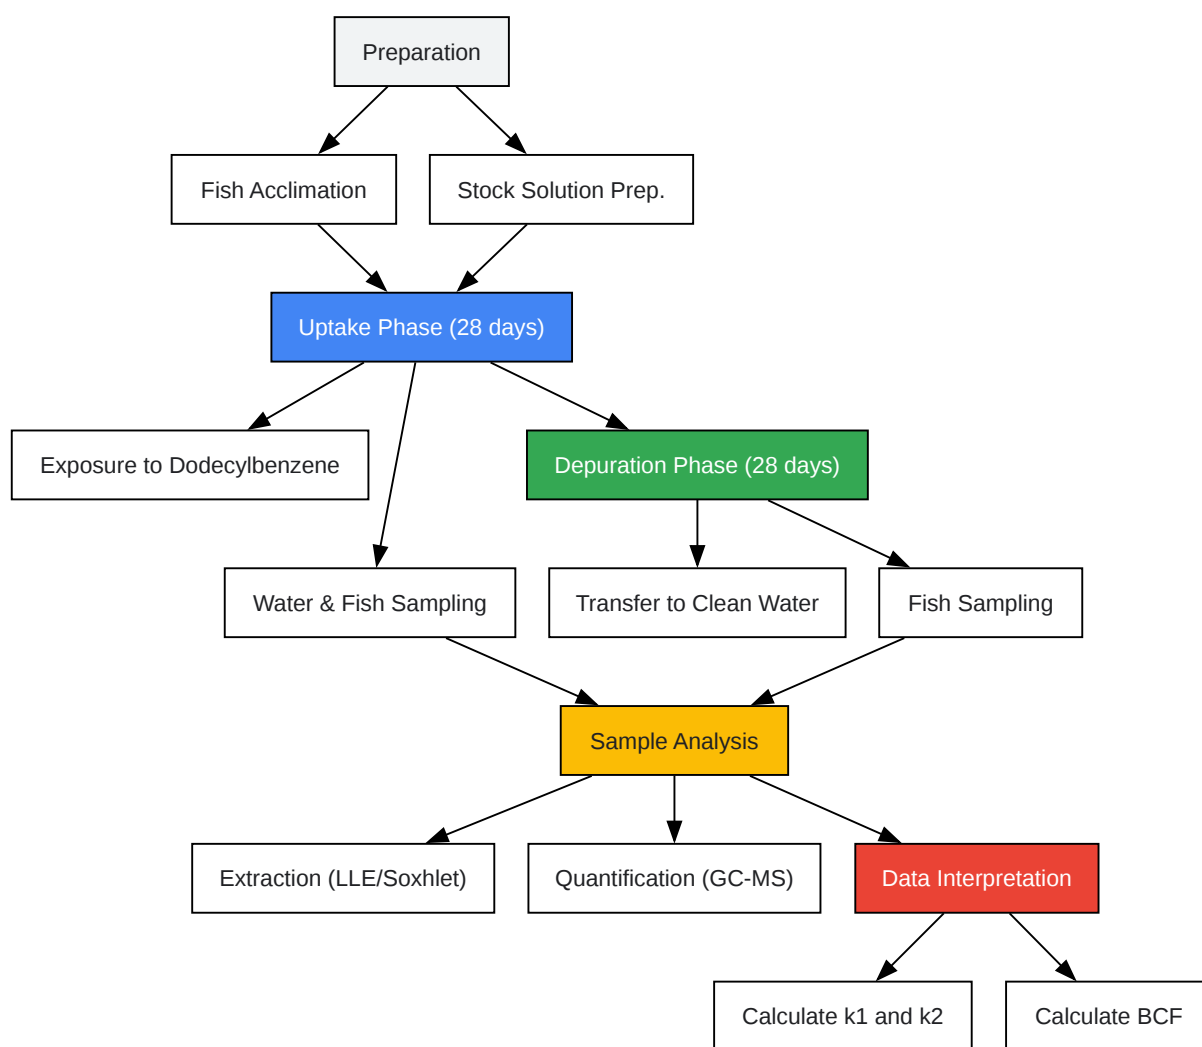 Preparation
Fish Acclimation
Stock Solution Prep.
Uptake Phase (28 days)
Exposure to Dodecylbenzene
Depuration Phase (28 days)
Water & Fish Sampling
Transfer to Clean Water
Fish Sampling
Sample Analysis
Extraction (LLE/Soxhlet)
Quantification (GC-MS)
Data Interpretation
Calculate k1 and k2
Calculate BCF